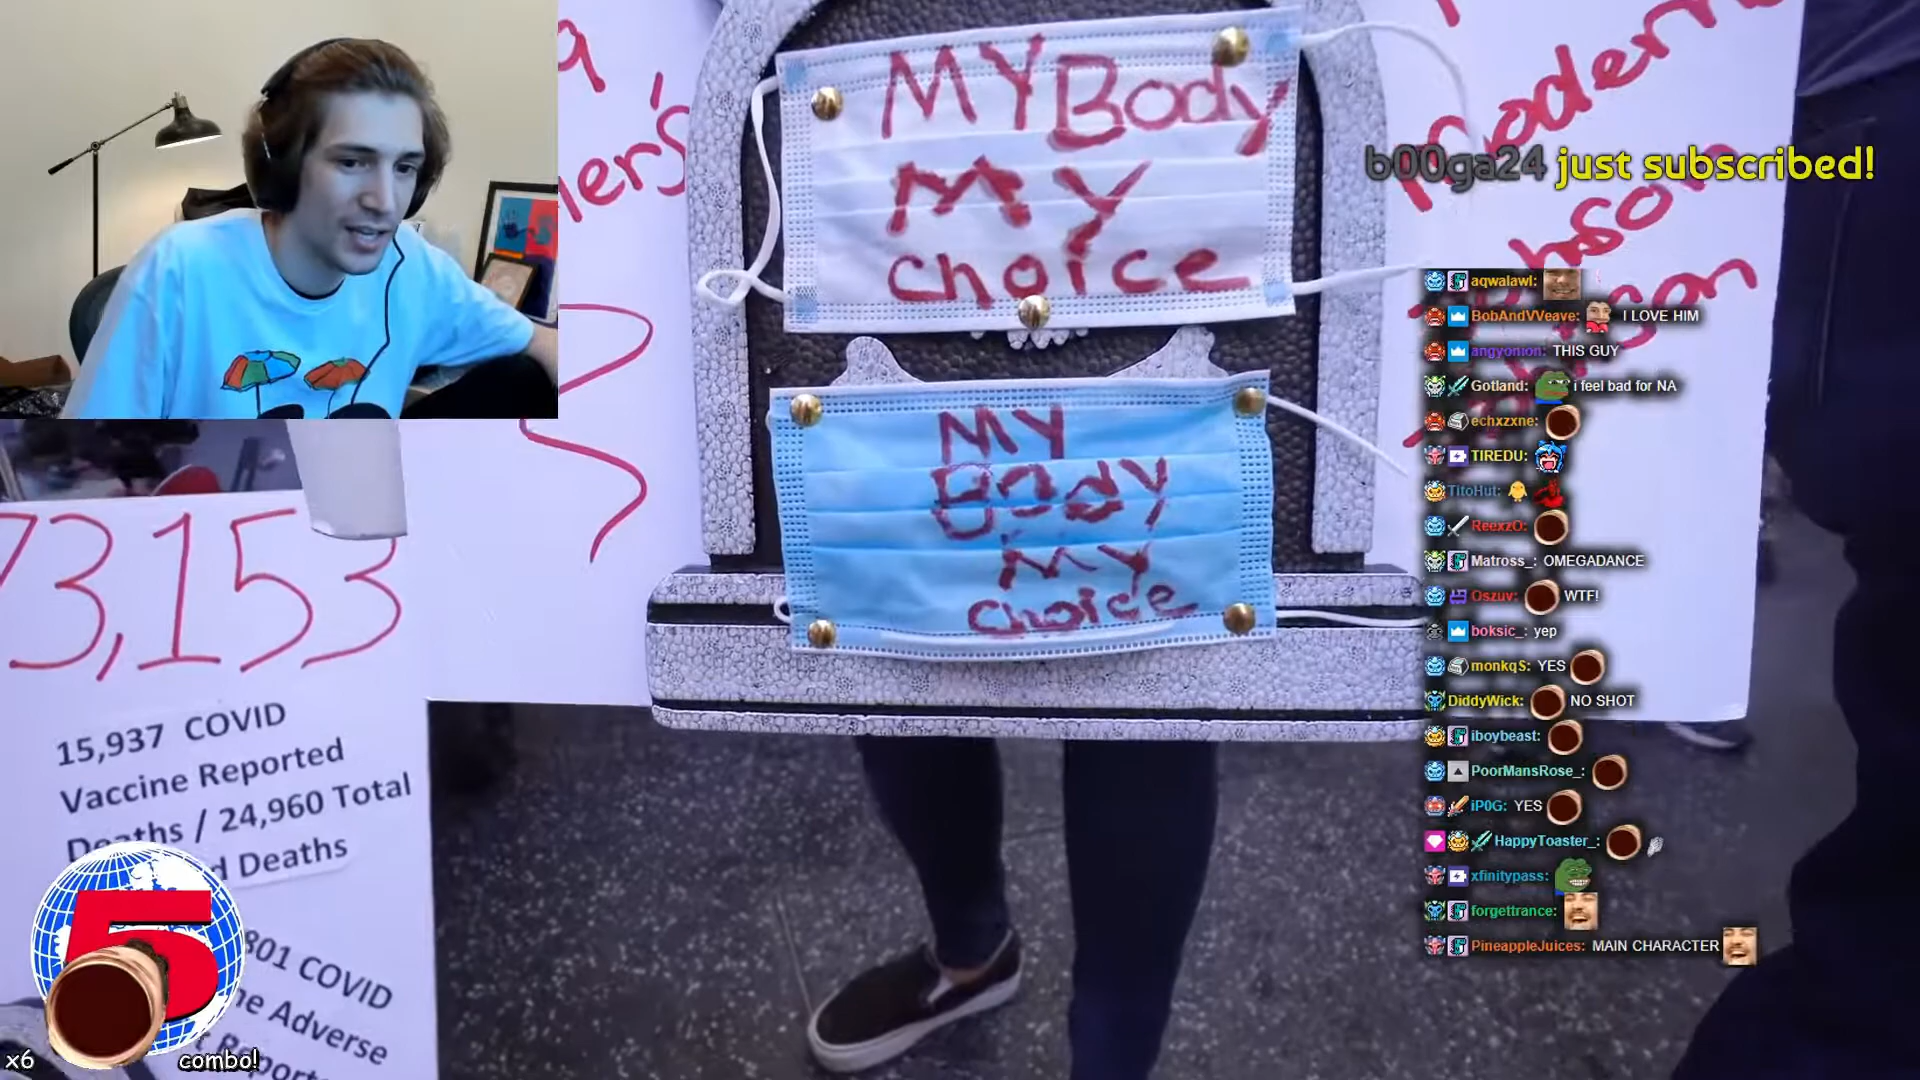 MY Body
MY
choice
MY
Body
MY
choice
73,153
15,937 COVID
Vaccine Reported
Deaths / 24,960 Total
Deaths
COVID
Adverse
b00ga24 just subscribed!
aqwalawl:
BobAndVVeave: I LOVE HIM
angyonion: THIS GUY
Gotland: i feel bad for NA
echxzxne:
TIREDU:
TitoHut:
ReexzO:
Matross_: OMEGADANCE
Oszuv: WTF!
boksic_: yep
monkqS: YES
DiddyWick: NO SHOT
iboybeast:
PoorMansRose_:
iP0G: YES
HappyToaster_:
xfinitypass:
forgettrance:
PineappleJuices: MAIN CHARACTER
5
x6 combo!